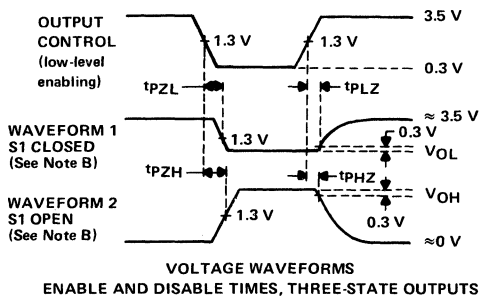 OUTPUT
CONTROL
(low-level
enabling)
1.3 V
1.3 V
3.5 V
0.3 V
tPZL
tPLZ
WAVEFORM 1
S1 CLOSED
(See Note B)
1.3 V
≈ 3.5 V
0.3 V
VOL
tPZH
tPHZ
WAVEFORM 2
S1 OPEN
(See Note B)
1.3 V
VOH
0.3 V
≈0 V
VOLTAGE WAVEFORMS
ENABLE AND DISABLE TIMES, THREE-STATE OUTPUTS